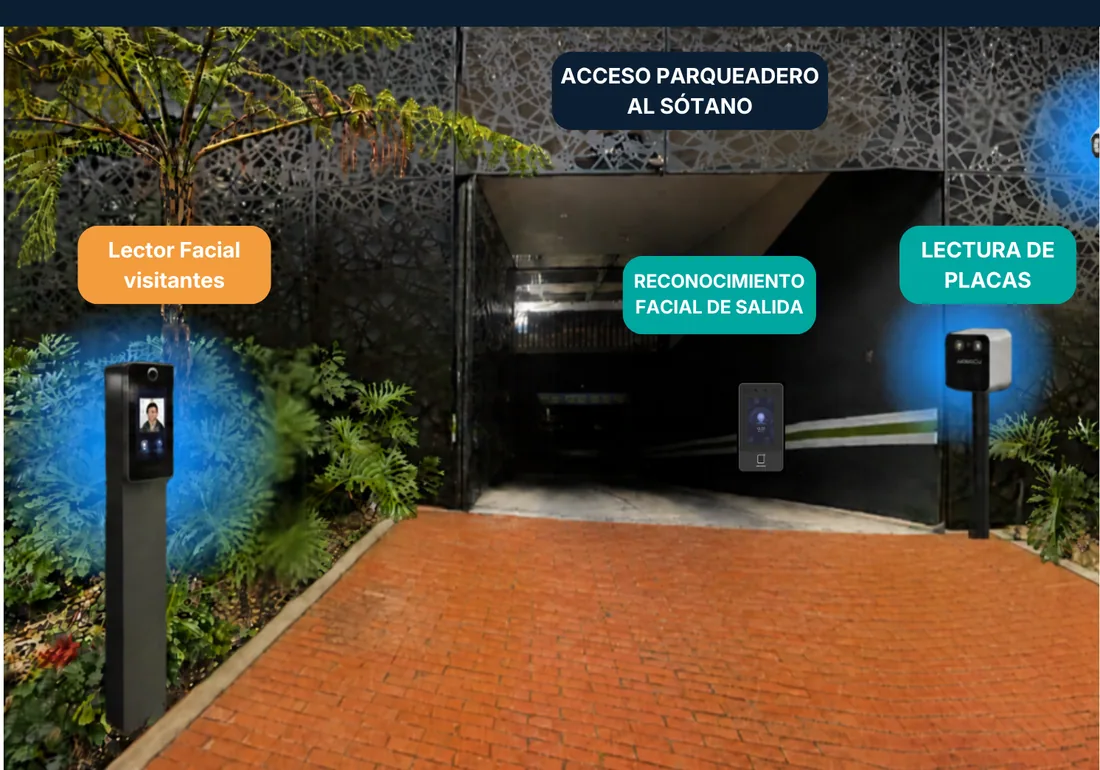 ACCESO PARQUEADERO
AL SÓTANO
Lector Facial
visitantes
LECTURA DE
PLACAS
RECONOCIMIENTO
FACIAL DE SALIDA